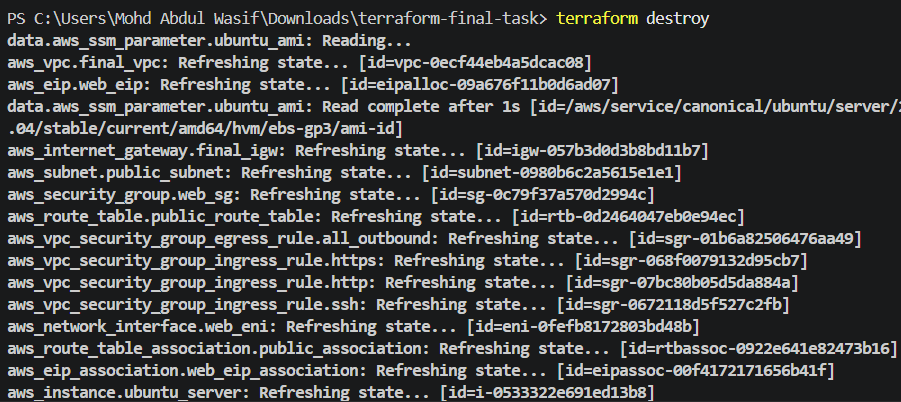 PS C:\Users\Mohd Abdul Wasif\Downloads\terraform-final-task> terraform destroy
data.aws_ssm_parameter.ubuntu_ami: Reading...
aws_vpc.final_vpc: Refreshing state... [id=vpc-0ecf44eb4a5dcac08]
aws_eip.web_eip: Refreshing state... [id=eipalloc-09a676f11b0d6ad07]
data.aws_ssm_parameter.ubuntu_ami: Read complete after 1s [id=/aws/service/canonical/ubuntu/server/
.04/stable/current/amd64/hvm/ebs-gp3/ami-id]
aws_internet_gateway.final_igw: Refreshing state... [id=igw-057b3d0d3b8bd11b7]
aws_subnet.public_subnet: Refreshing state... [id=subnet-0980b6c2a5615e1e1]
aws_security_group.web_sg: Refreshing state... [id=sg-0c79f37a570d2994c]
aws_route_table.public_route_table: Refreshing state... [id=rtb-0d2464047eb0e94ec]
aws_vpc_security_group_egress_rule.all_outbound: Refreshing state... [id=sgr-01b6a82506476aa49]
aws_vpc_security_group_ingress_rule.https: Refreshing state... [id=sgr-068f0079132d95cb7]
aws_vpc_security_group_ingress_rule.http: Refreshing state... [id=sgr-07bc80b05d5da884a]
aws_vpc_security_group_ingress_rule.ssh: Refreshing state... [id=sgr-0672118d5f527c2fb]
aws_network_interface.web_eni: Refreshing state... [id=eni-0fefb8172803bd48b]
aws_route_table_association.public_association: Refreshing state... [id=rtbassoc-0922e641e82473b16]
aws_eip_association.web_eip_association: Refreshing state... [id=eipassoc-00f4172171656b41f]
aws_instance.ubuntu_server: Refreshing state... [id=i-0533322e691ed13b8]